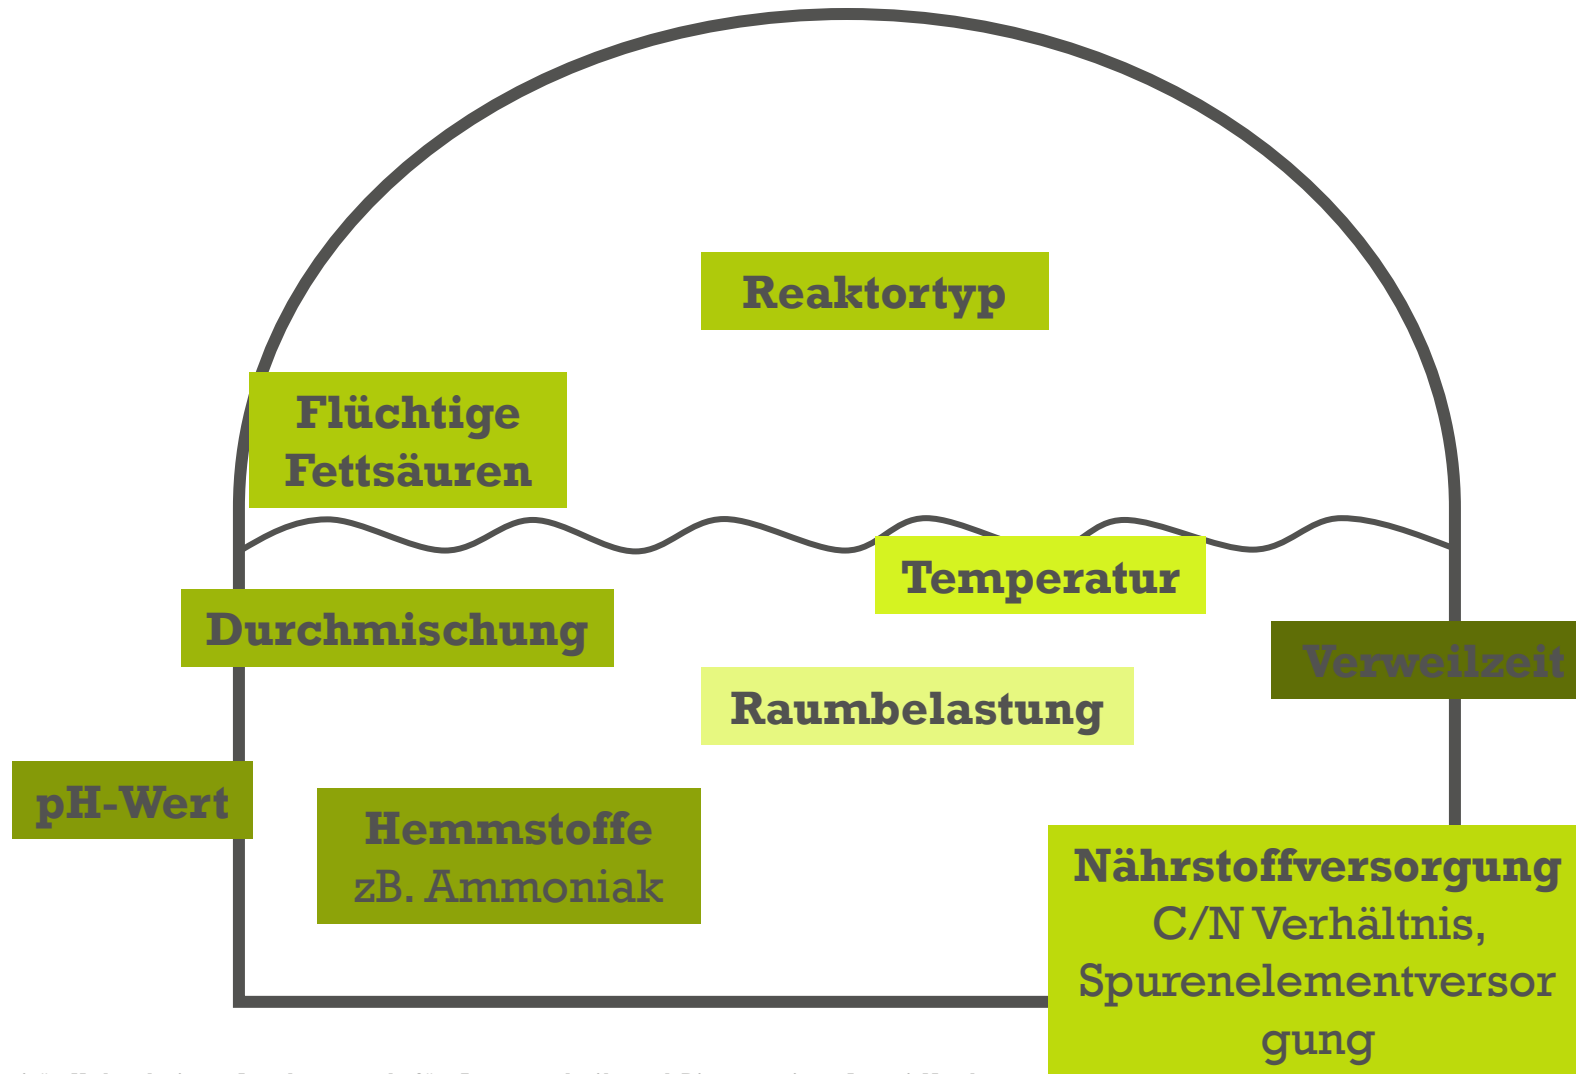 Reaktortyp
Flüchtige
Fettsäuren
Temperatur
Durchmischung
Verweilzeit
Raumbelastung
pH-Wert
Hemmstoffe
zB. Ammoniak
Nährstoffversorgung
C/N Verhältnis,
Spurenelementversor
gung